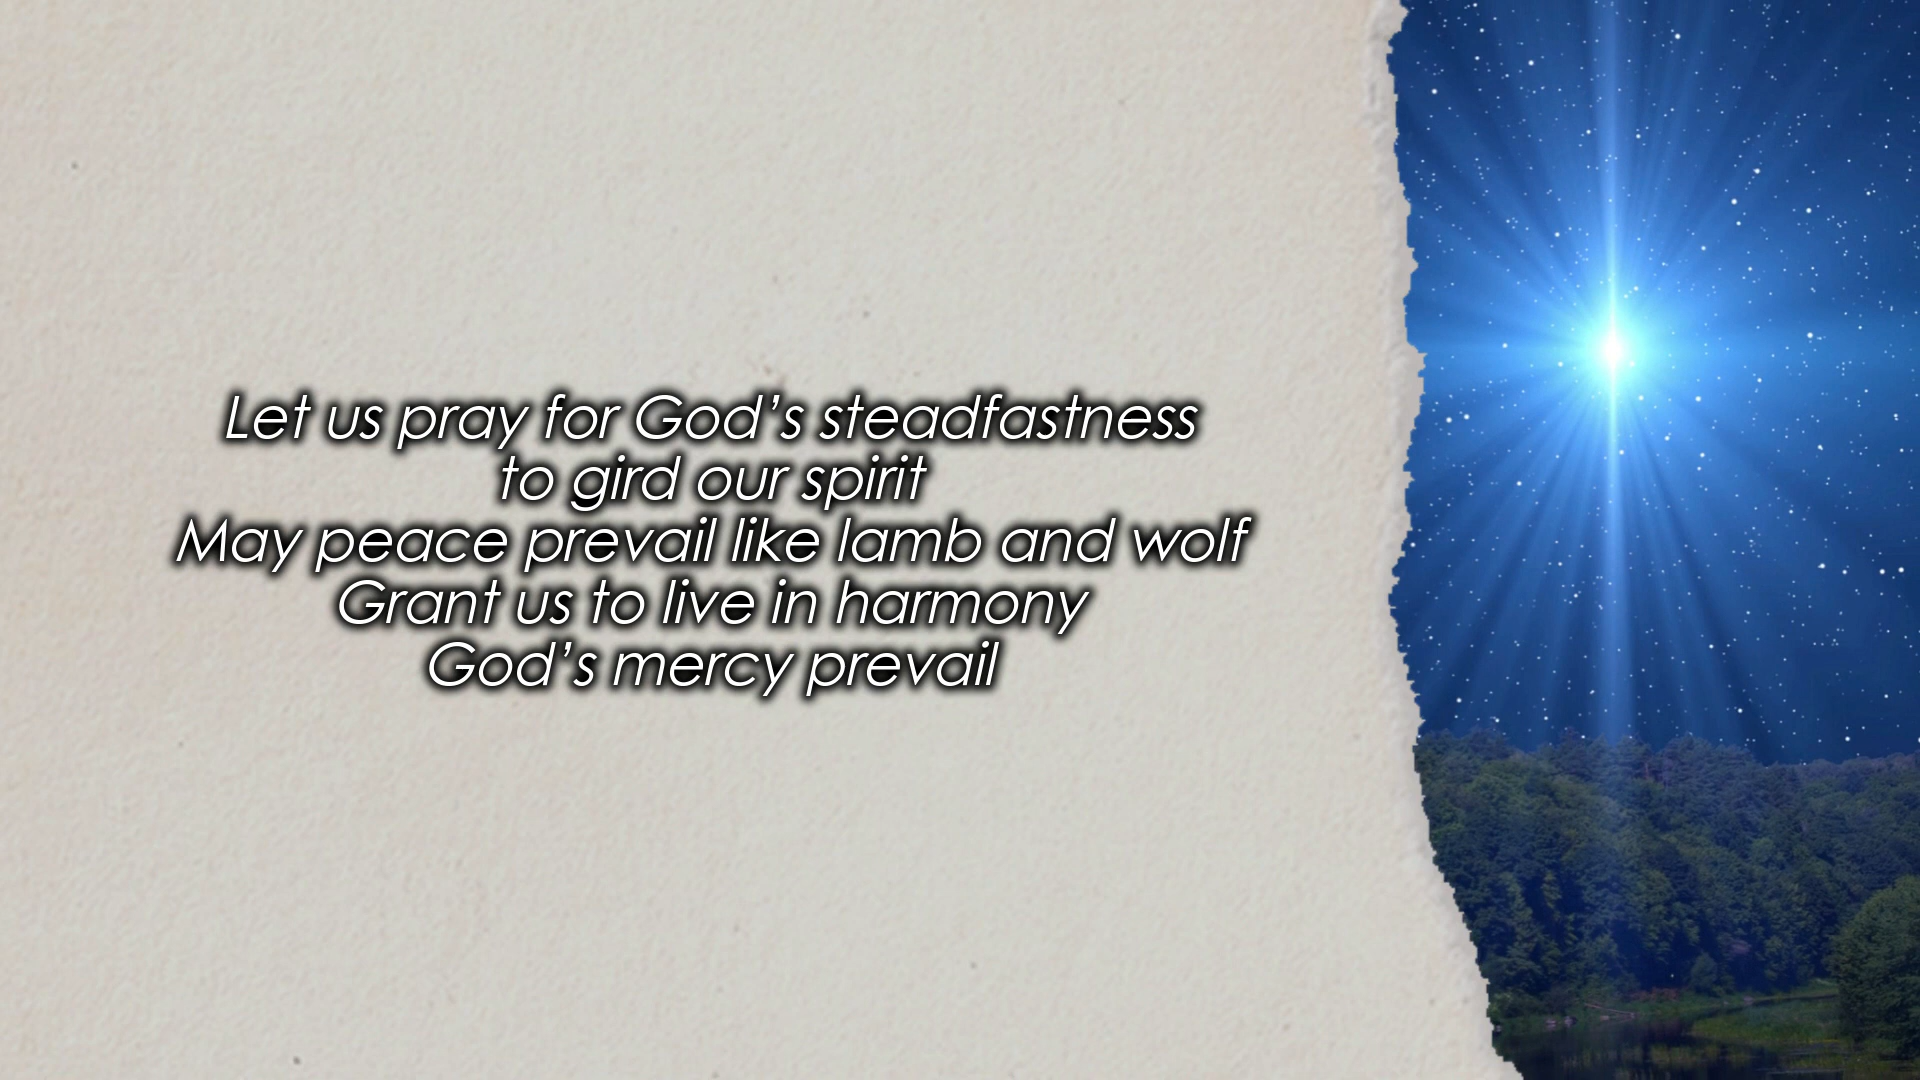 Let us pray for God’s steadfastness
to gird our spirit
May peace prevail like lamb and wolf
Grant us to live in harmony
God’s mercy prevail